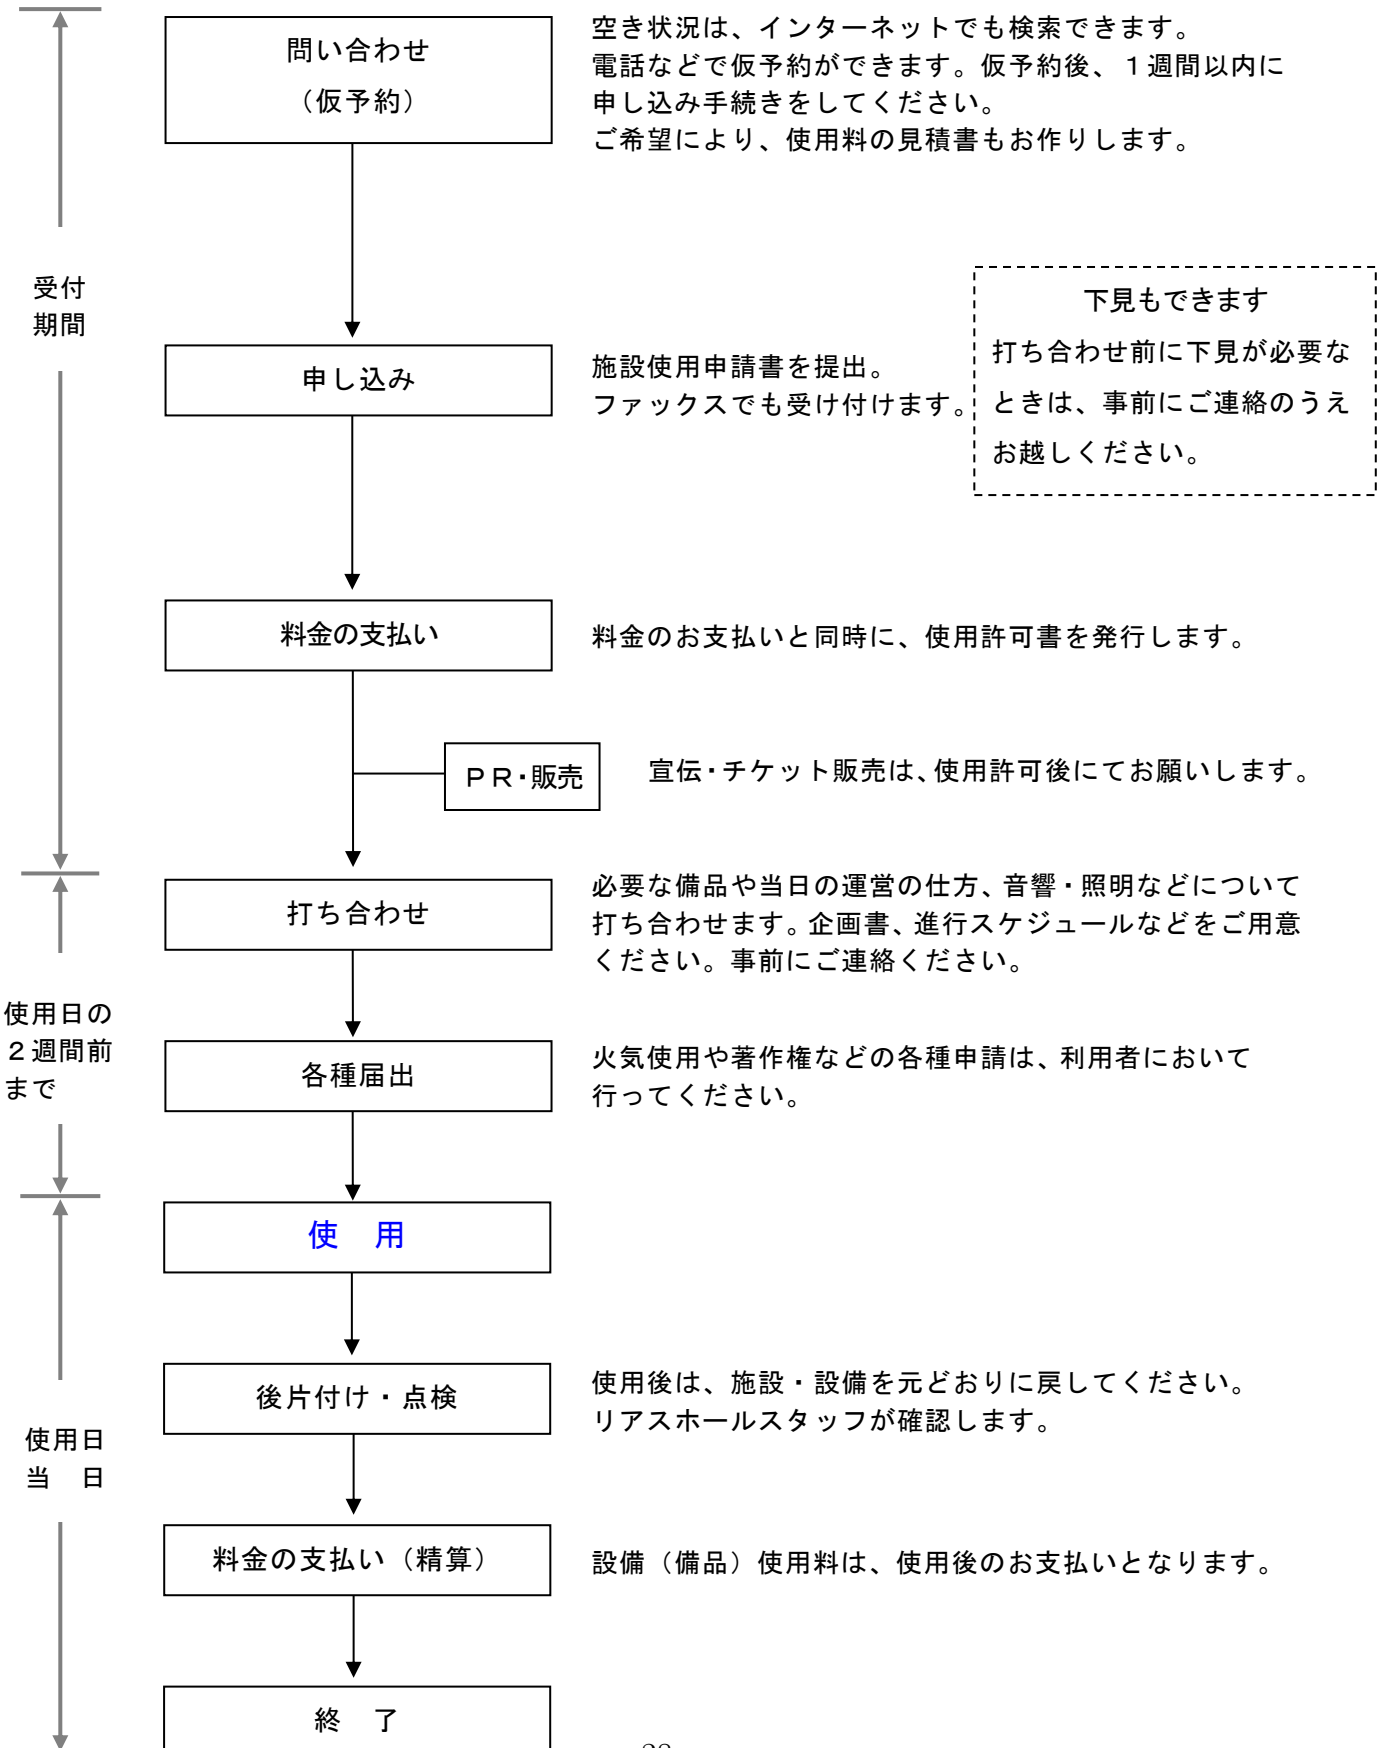 問い合わせ
（仮予約）
空き状況は、インターネットでも検索できます。
電話などで仮予約ができます。仮予約後、１週間以内に
申し込み手続きをしてください。
ご希望により、使用料の見積書もお作りします。
受付
期間
下見もできます
打ち合わせ前に下見が必要な
ときは、事前にご連絡のうえ
お越しください。
申し込み
施設使用申請書を提出。
ファックスでも受け付けます。
料金の支払い
料金のお支払いと同時に、使用許可書を発行します。
ＰＲ・販売
宣伝・チケット販売は、使用許可後にてお願いします。
打ち合わせ
必要な備品や当日の運営の仕方、音響・照明などについて
打ち合わせます。企画書、進行スケジュールなどをご用意
ください。事前にご連絡ください。
使用日の
２週間前
まで
各種届出
火気使用や著作権などの各種申請は、利用者において
行ってください。
使　用
後片付け・点検
使用後は、施設・設備を元どおりに戻してください。
リアスホールスタッフが確認します。
使用日
当　日
料金の支払い（精算）
設備（備品）使用料は、使用後のお支払いとなります。
終　了